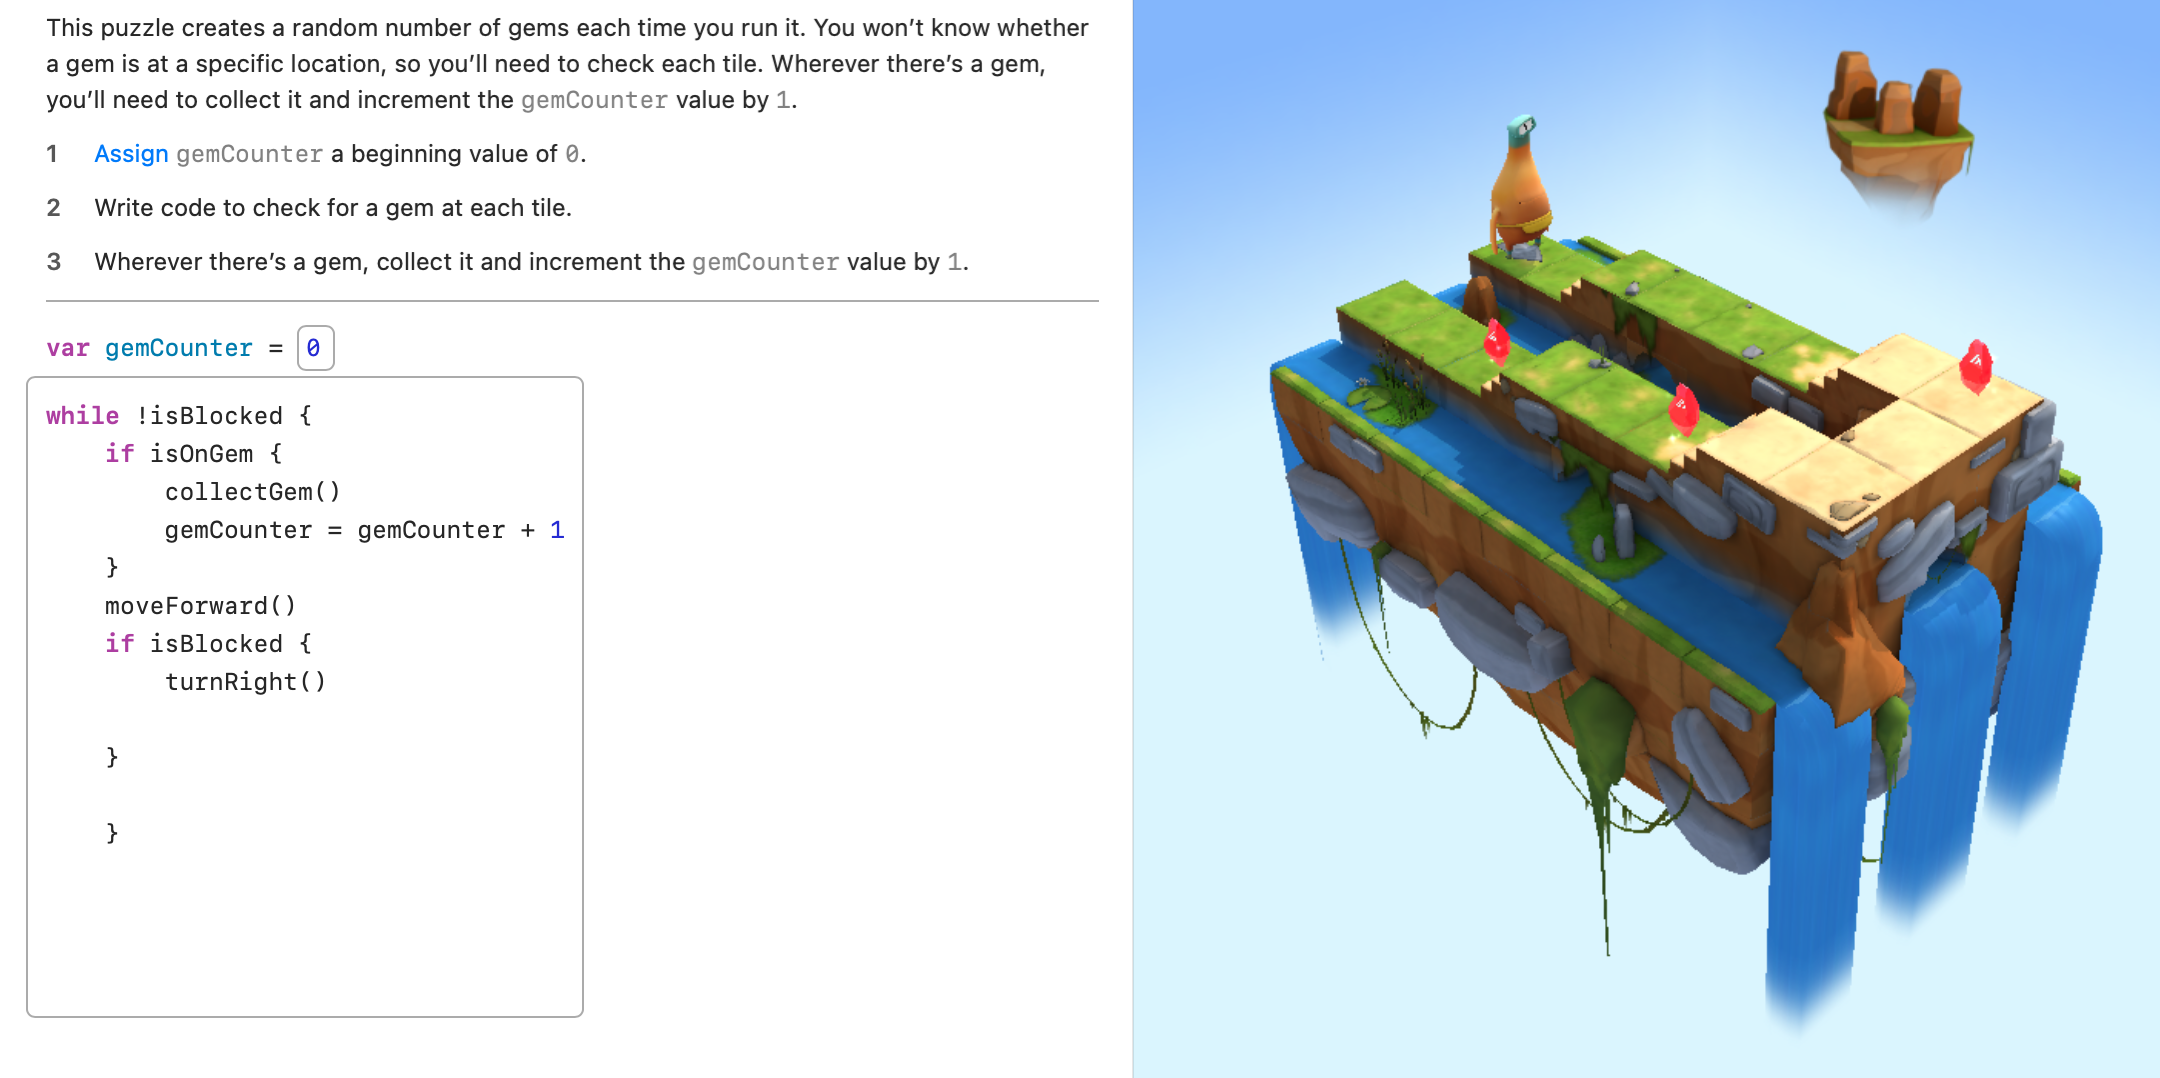 This puzzle creates a random number of gems each time you run it. You won’t know whether
a gem is at a specific location, so you’ll need to check each tile. Wherever there’s a gem,
you’ll need to collect it and increment the gemCounter value by 1.
1 Assign gemCounter a beginning value of 0.
2 Write code to check for a gem at each tile.
3 Wherever there’s a gem, collect it and increment the gemCounter value by 1.
var gemCounter = 0
while !isBlocked {
    if isOnGem {
        collectGem()
        gemCounter = gemCounter + 1
    }
    moveForward()
    if isBlocked {
        turnRight()
    }
    }